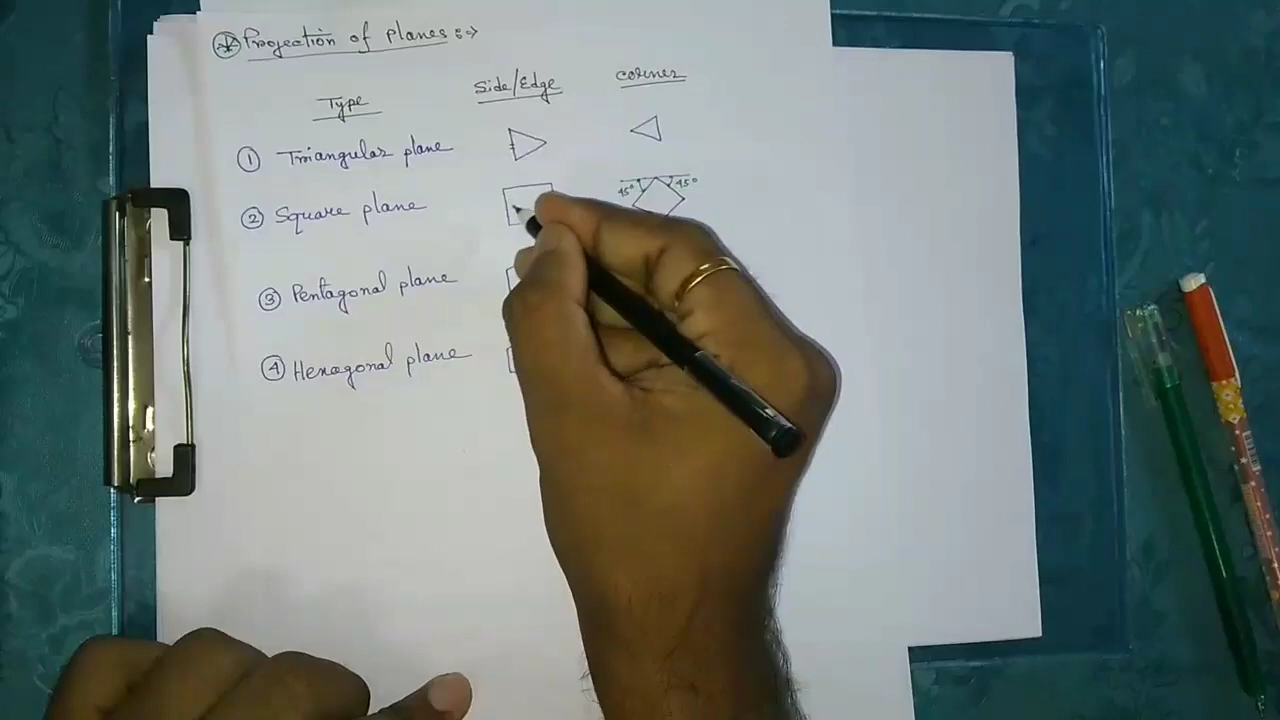 Projection of planes :->
Type Side/Edge Corner
① Triangular plane
② Square plane 45° 45°
③ Pentagonal plane
④ Hexagonal plane